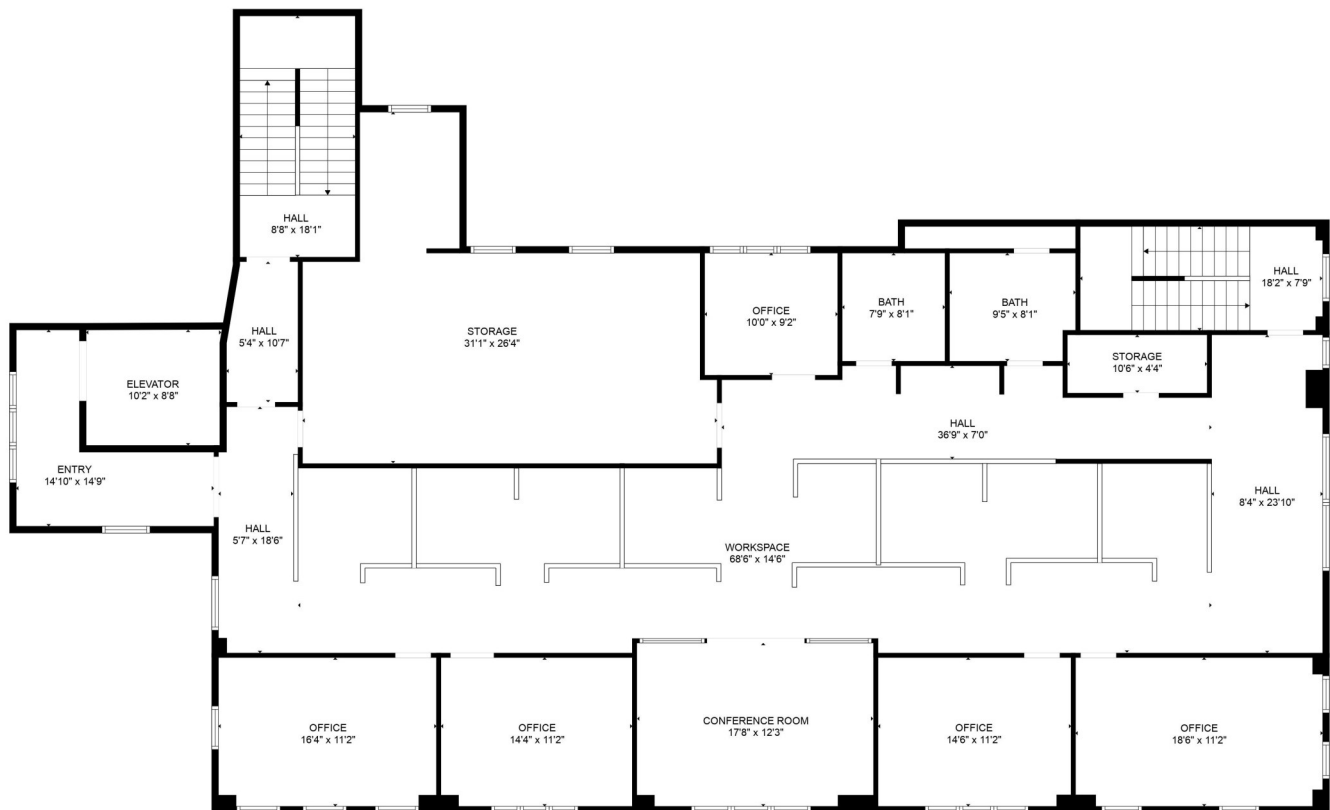 HALL
8'8" x 18'1"
HALL
18'2" x 7'9"
OFFICE
10'0" x 9'2"
BATH
7'9" x 8'1"
BATH
9'5" x 8'1"
HALL
5'4" x 10'7"
STORAGE
31'1" x 26'4"
STORAGE
10'6" x 4'4"
ELEVATOR
10'2" x 8'8"
HALL
36'9" x 7'0"
ENTRY
14'10" x 14'9"
HALL
8'4" x 23'10"
HALL
5'7" x 18'6"
WORKSPACE
68'6" x 14'6"
OFFICE
16'4" x 11'2"
OFFICE
14'4" x 11'2"
CONFERENCE ROOM
17'8" x 12'3"
OFFICE
14'6" x 11'2"
OFFICE
18'6" x 11'2"